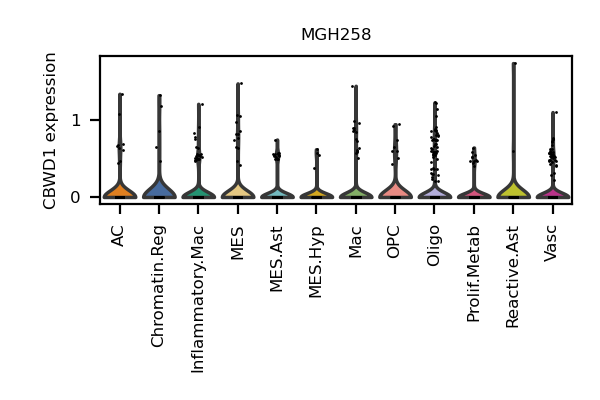 MGH258
CBWD1 expression
1
0
AC
Chromatin.Reg
Inflammatory.Mac
MES
MES.Ast
MES.Hyp
Mac
OPC
Oligo
Prolif.Metab
Reactive.Ast
Vasc